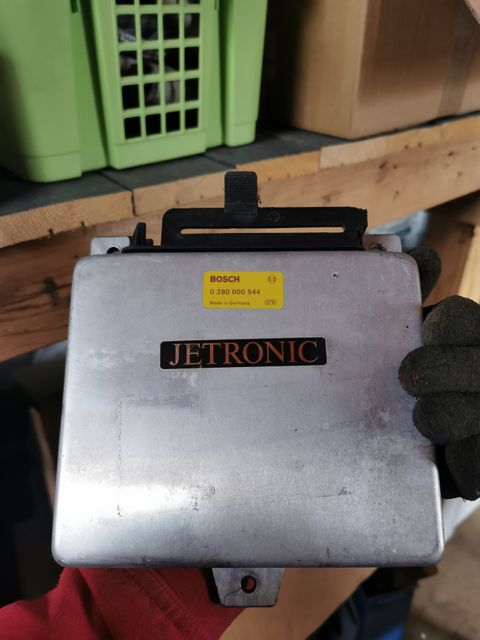 BOSCH
0 280 000 544
Made in Germany
JETRONIC